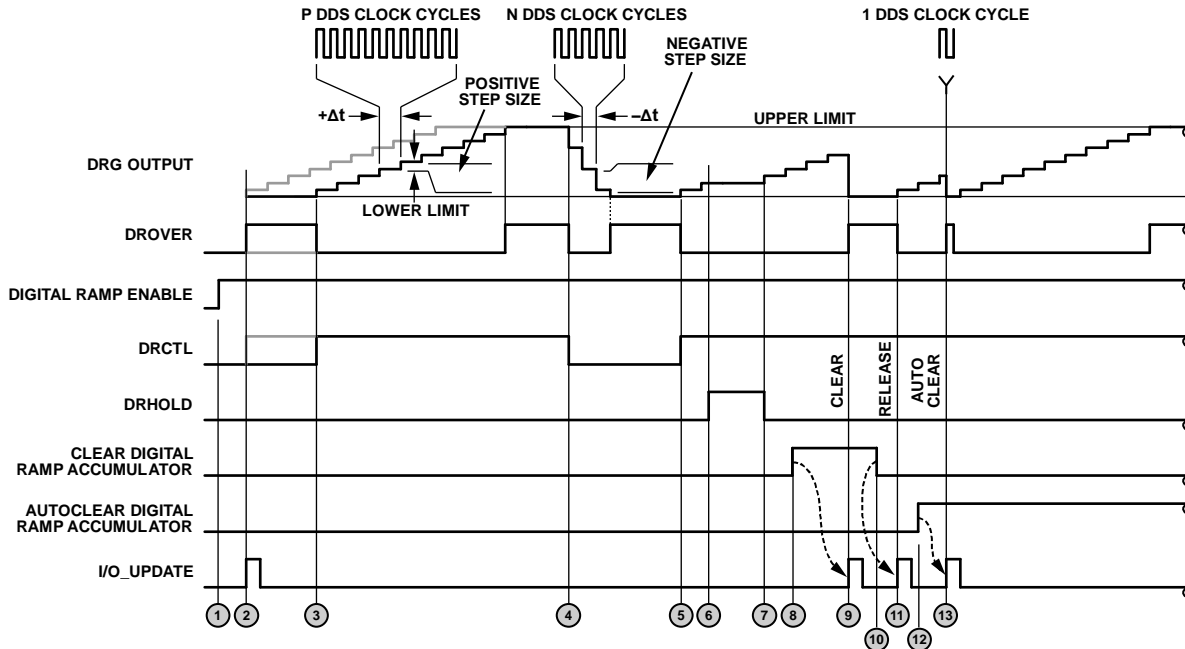 P DDS CLOCK CYCLES
N DDS CLOCK CYCLES
1 DDS CLOCK CYCLE
NEGATIVE
STEP SIZE
POSITIVE
STEP SIZE
+Δt
–Δt
UPPER LIMIT
DRG OUTPUT
LOWER LIMIT
DROVER
DIGITAL RAMP ENABLE
DRCTL
CLEAR
RELEASE
AUTO
CLEAR
DRHOLD
CLEAR DIGITAL
RAMP ACCUMULATOR
AUTOCLEAR DIGITAL
RAMP ACCUMULATOR
I/O_UPDATE
1 2 3 4 5 6 7 8 9 11 13
10 12